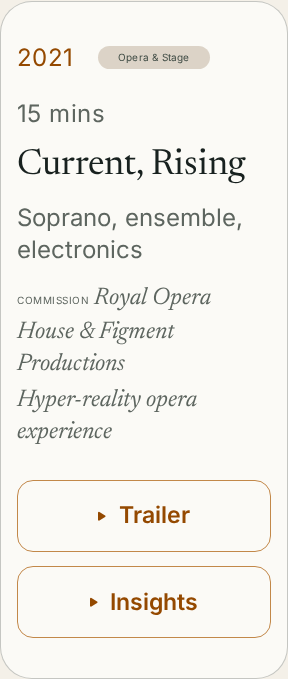 2021 Opera & Stage
15 mins
Current, Rising
Soprano, ensemble,
electronics
COMMISSION Royal Opera
House & Figment
Productions
Hyper-reality opera
experience
Trailer
Insights